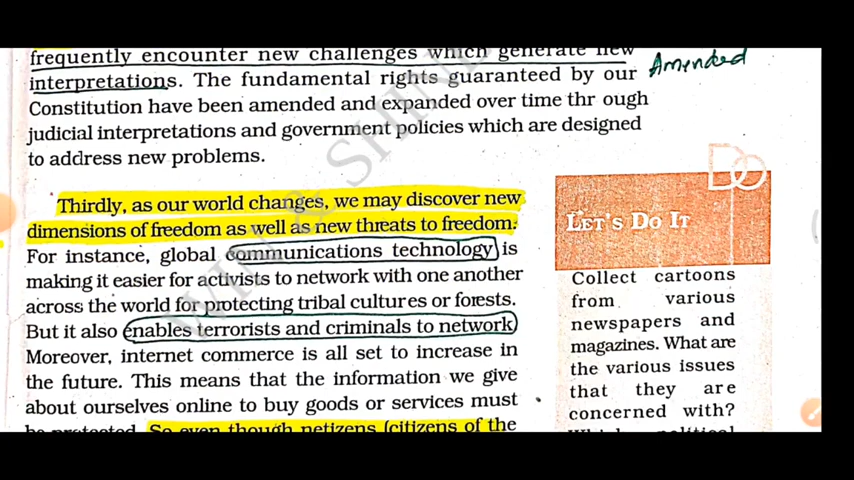 frequently encounter new challenges which generate new
interpretations. The fundamental rights guaranteed by our
Constitution have been amended and expanded over time thr ough
judicial interpretations and government policies which are designed
to address new problems.
Amended
Thirdly, as our world changes, we may discover new
dimensions of freedom as well as new threats to freedom.
For instance, global communications technology is
making it easier for activists to network with one another
across the world for protecting tribal cultures or forests.
But it also enables terrorists and criminals to network
Moreover, internet commerce is all set to increase in
the future. This means that the information we give
about ourselves online to buy goods or services must
be protected. So even though netizens (citizens of the
DO
LET'S DO IT
Collect cartoons
from various
newspapers and
magazines. What are
the various issues
that they are
concerned with?
Which political
WIN & SHINE